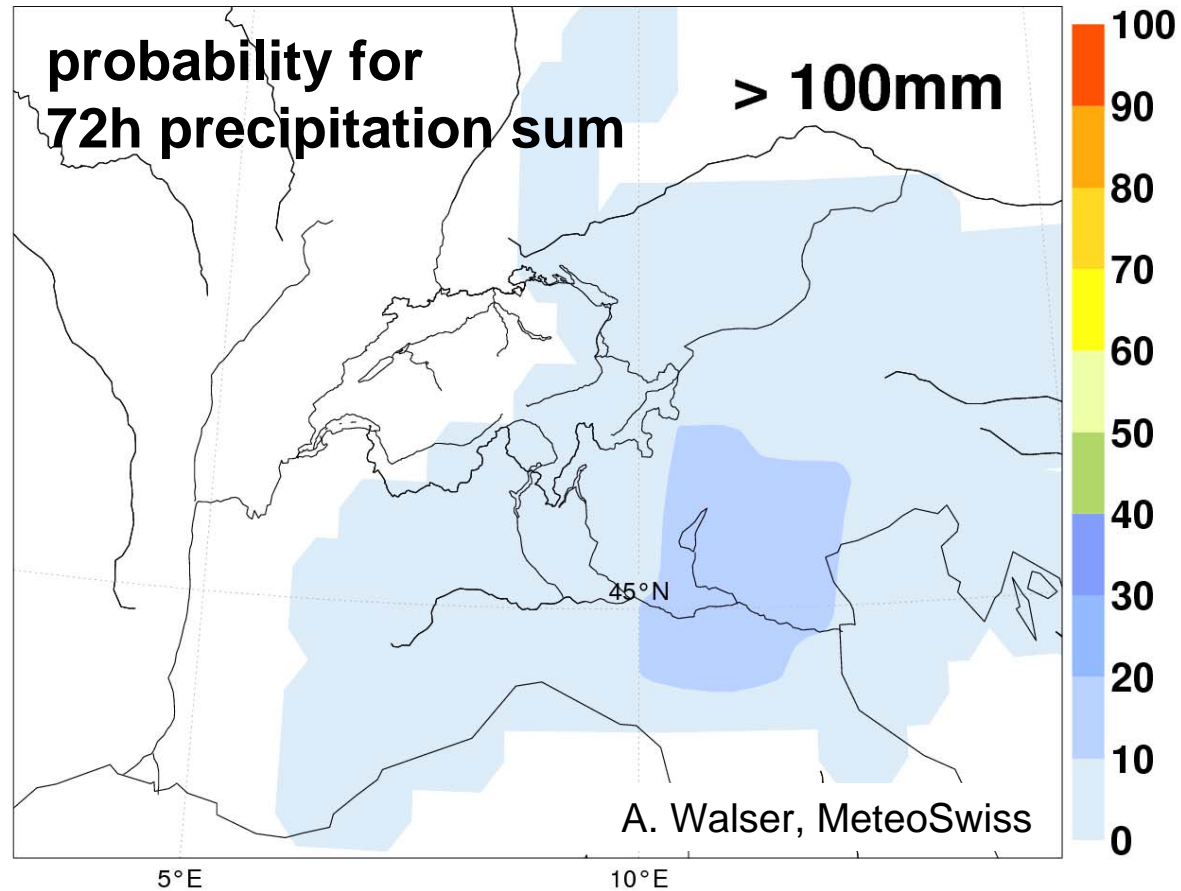 probability for
72h precipitation sum
> 100mm
100
90
80
70
60
50
40
30
20
10
0
45°N
A. Walser, MeteoSwiss
5°E
10°E